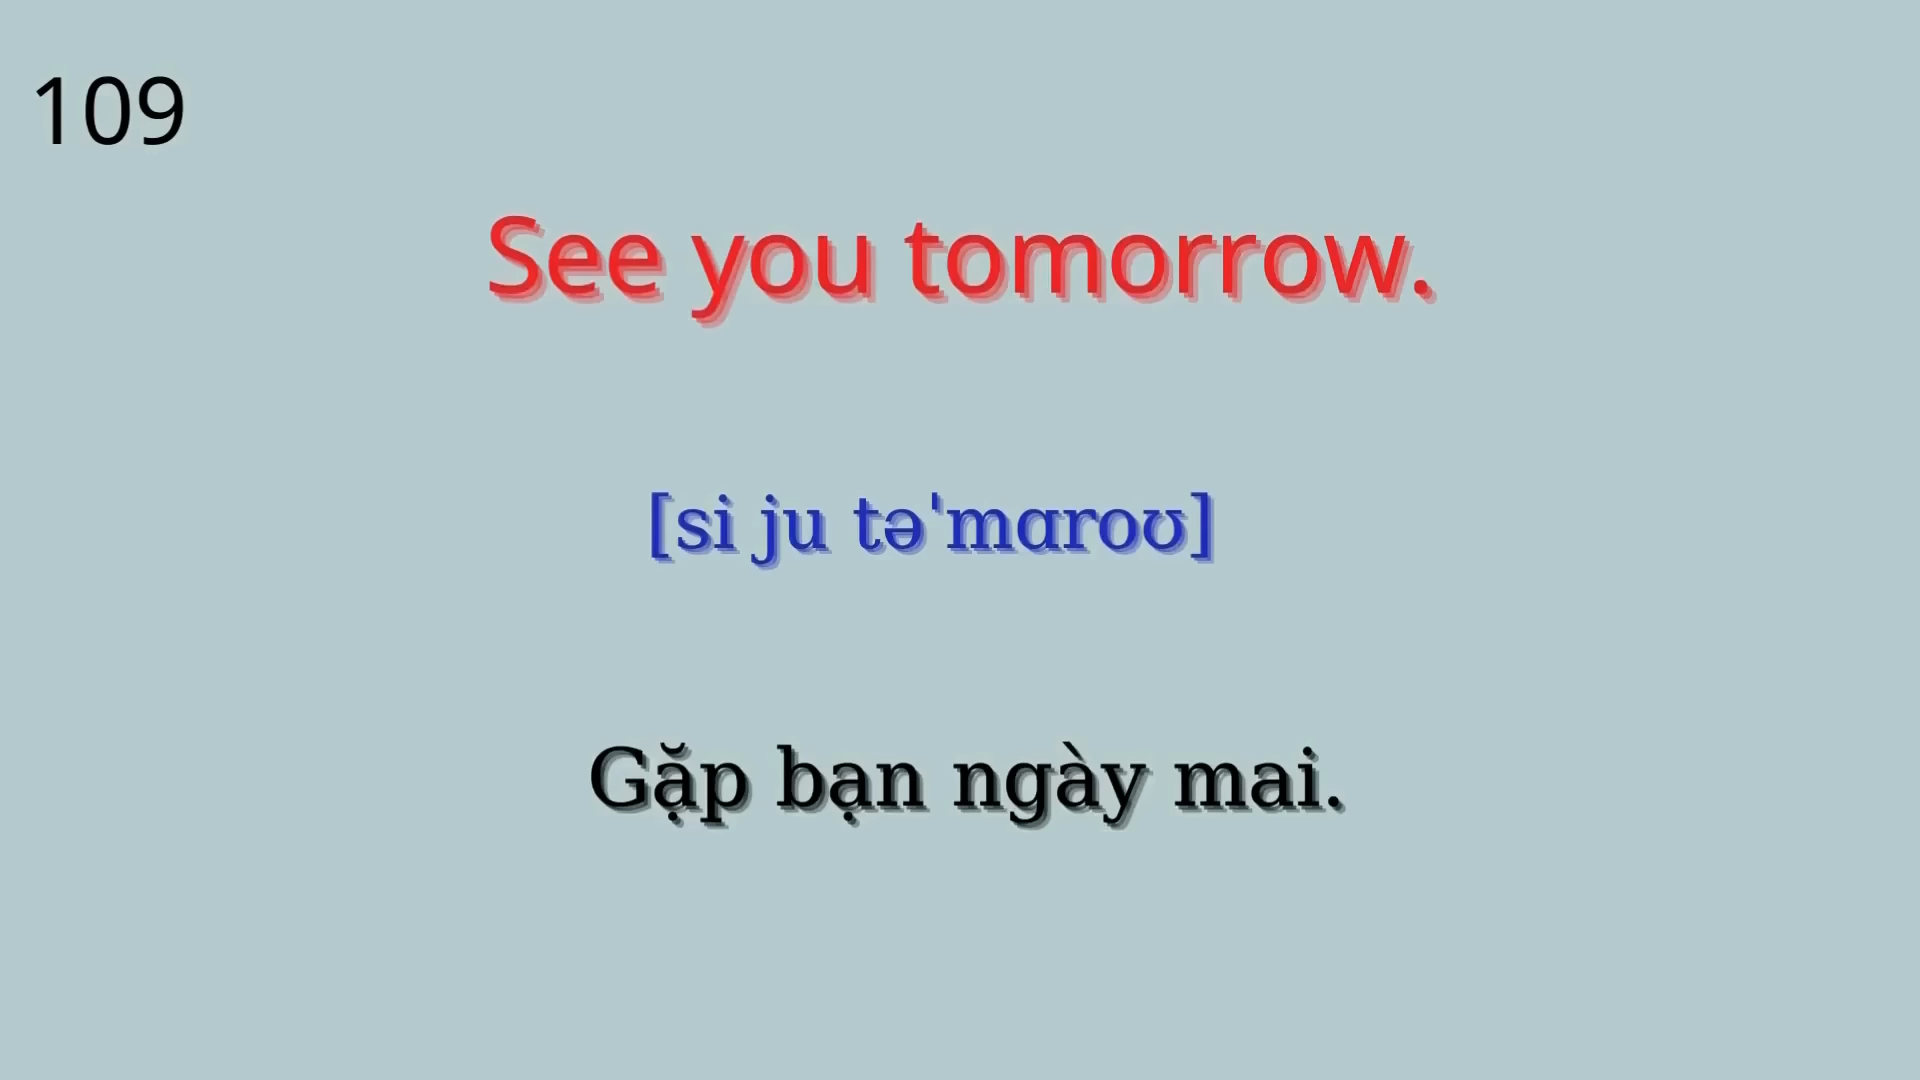 109
See you tomorrow.
[si ju təˈmɑroʊ]
Gặp bạn ngày mai.